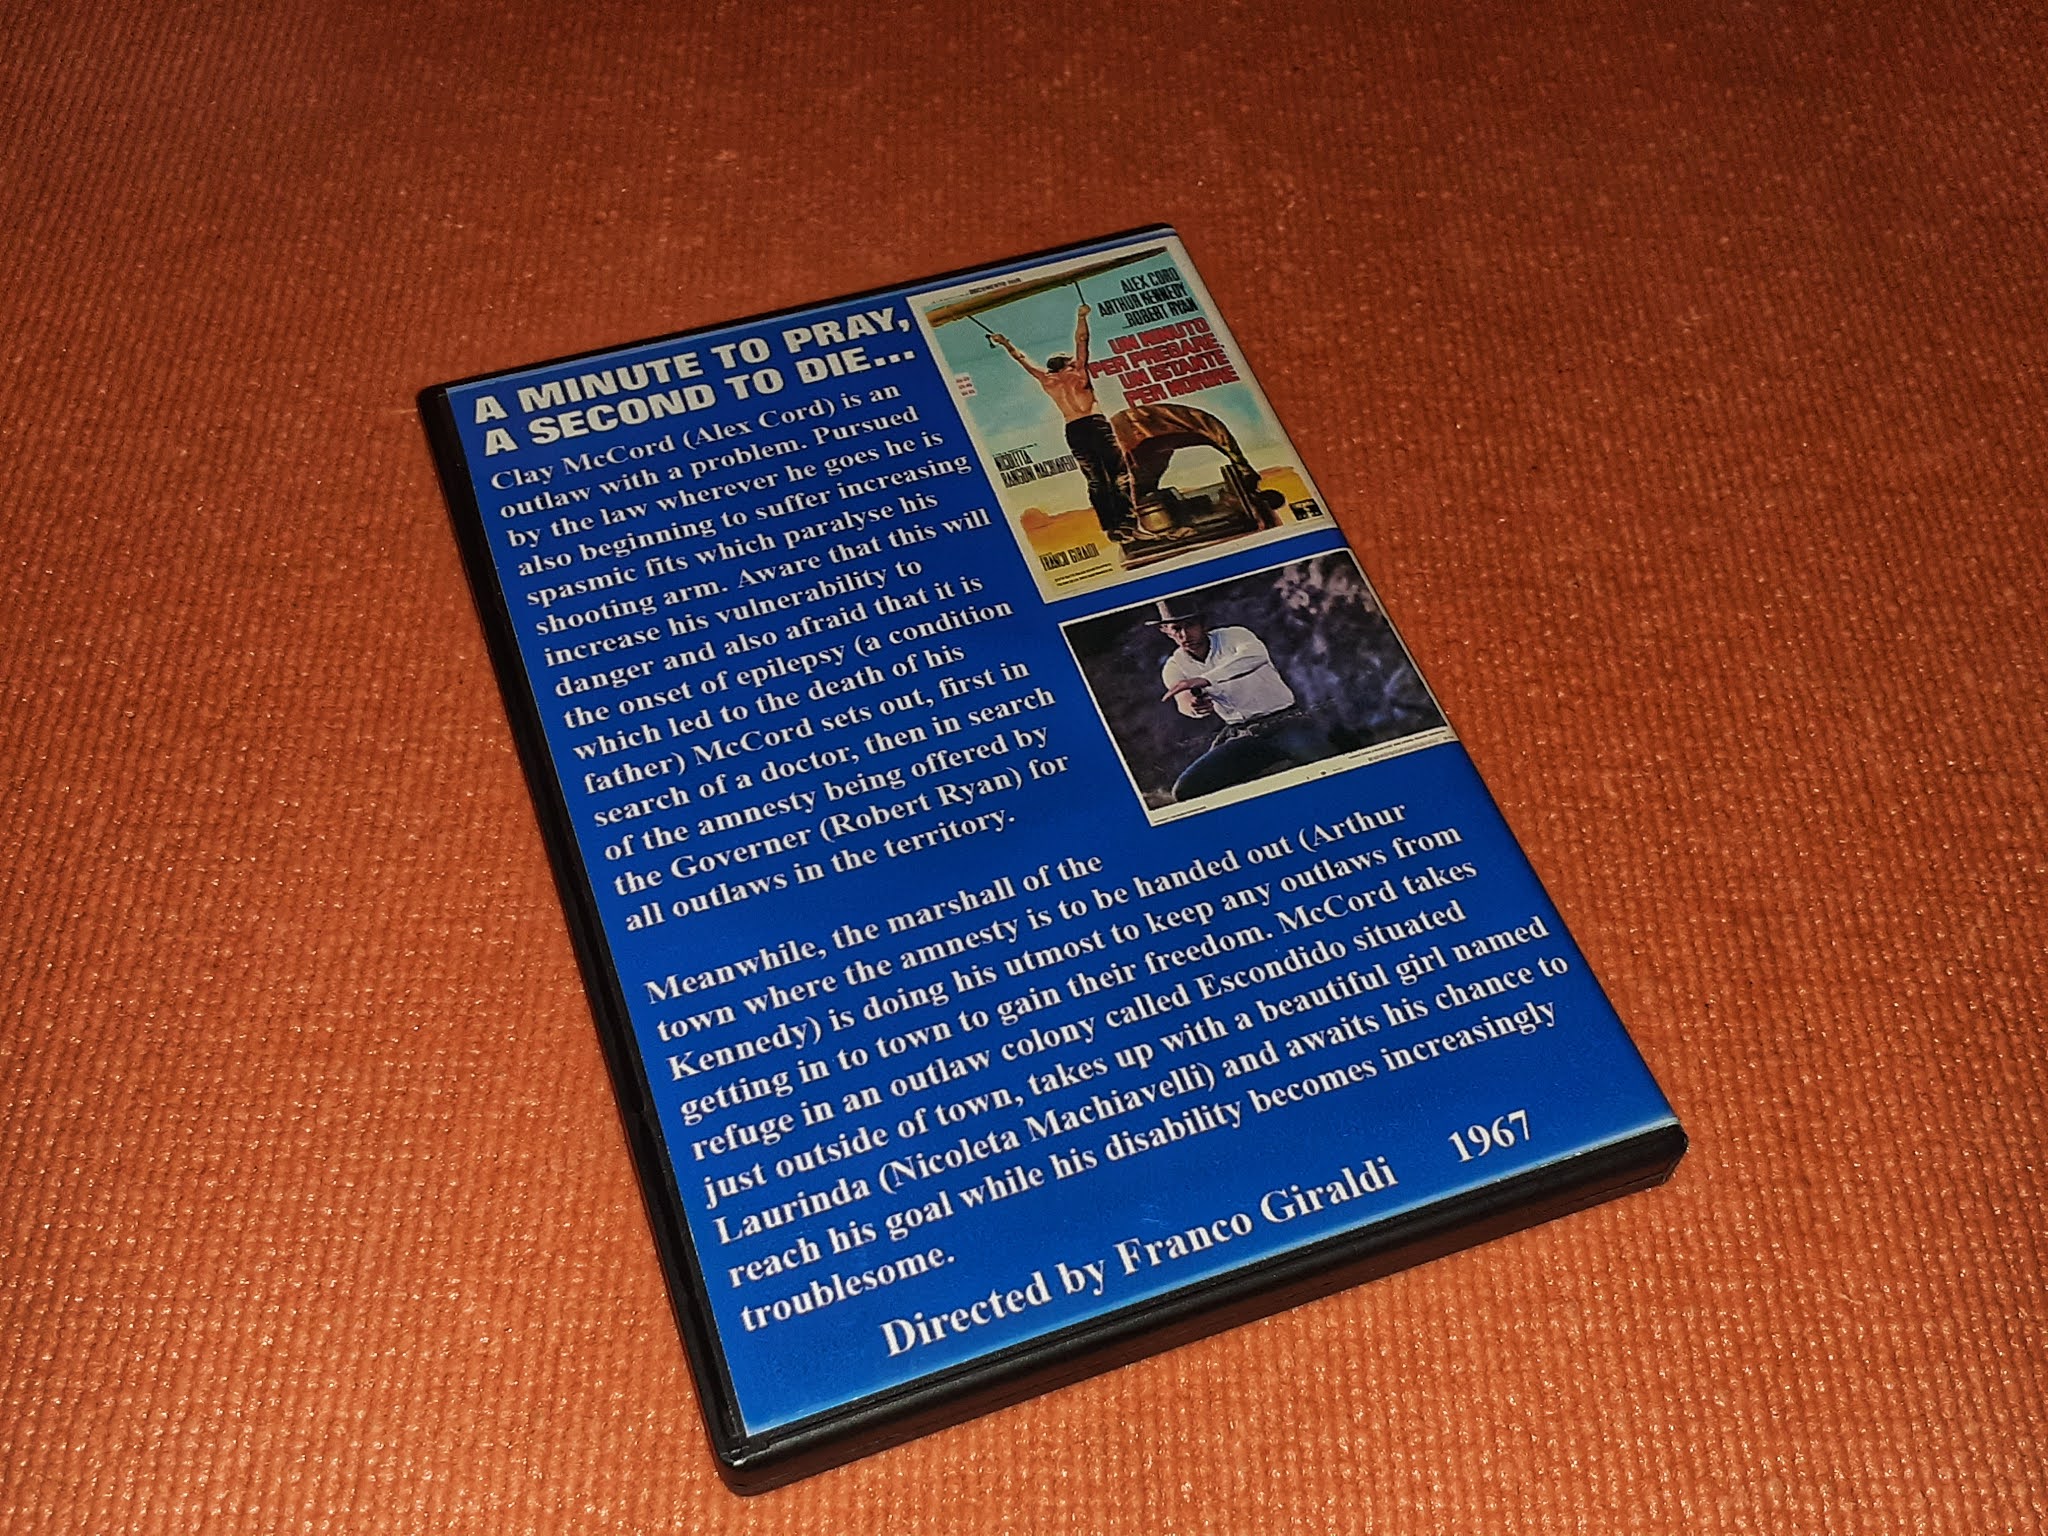 A MINUTE TO PRAY,
A SECOND TO DIE...
Clay McCord (Alex Cord) is an
outlaw with a problem. Pursued
by the law wherever he goes he is
also beginning to suffer increasing
spasmic fits which paralyse his
shooting arm. Aware that this will
increase his vulnerability to
danger and also afraid that it is
the onset of epilepsy (a condition
which led to the death of his
father) McCord sets out, first in
search of a doctor, then in search
of the amnesty being offered by
the Governer (Robert Ryan) for
all outlaws in the territory.
Meanwhile, the marshall of the
town where the amnesty is to be handed out (Arthur
Kennedy) is doing his utmost to keep any outlaws from
getting in to town to gain their freedom. McCord takes
refuge in an outlaw colony called Escondido situated
just outside of town, takes up with a beautiful girl named
Laurinda (Nicoleta Machiavelli) and awaits his chance to
reach his goal while his disability becomes increasingly
troublesome.
Directed by Franco Giraldi 1967
ALEX CORD
ARTHUR KENNEDY
ROBERT RYAN
UN MINUTO
PER PREGARE,
UN ISTANTE
PER MORIRE
NICOLETTA
RANGONI MACHIAVELLI
FRANCO GIRALDI